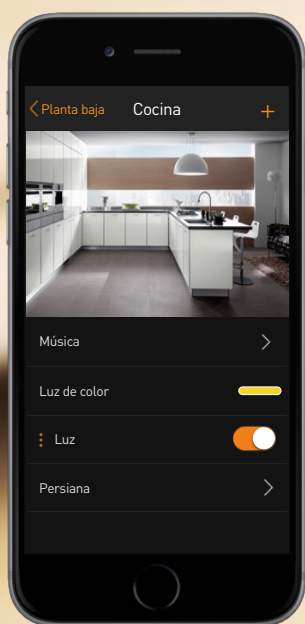 Planta baja Cocina +
Música
Luz de color
Luz
Persiana